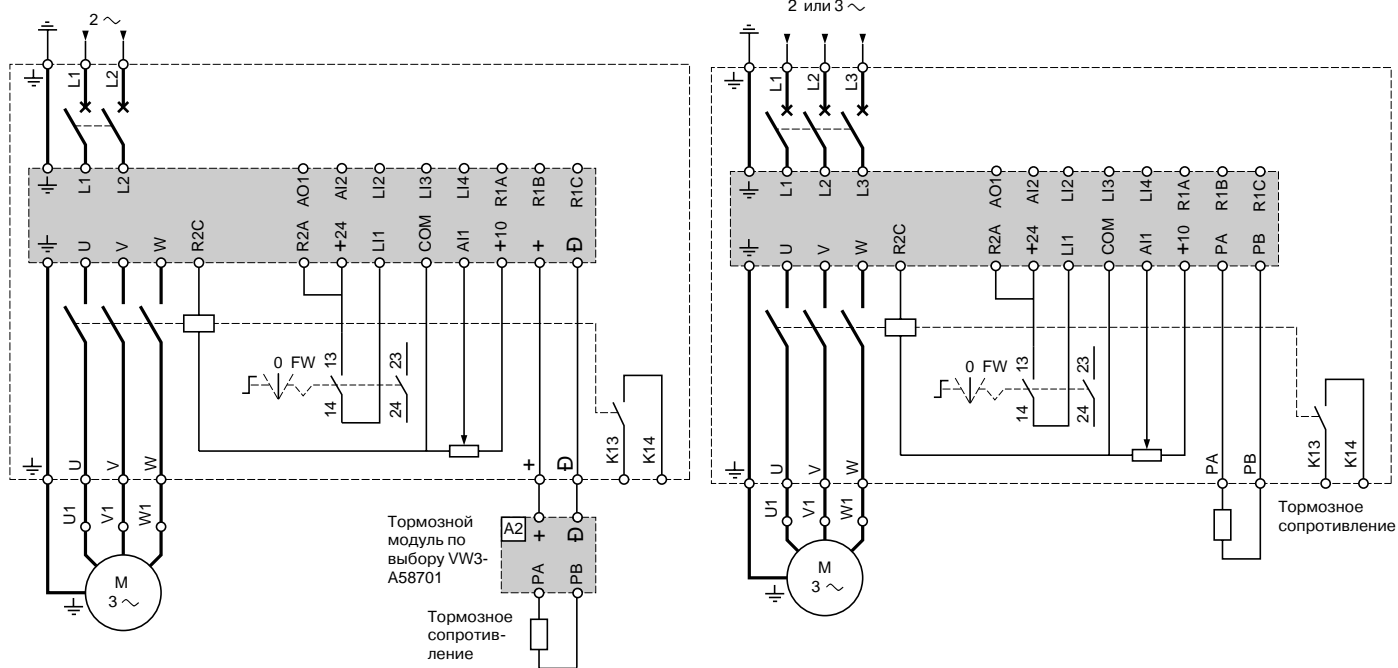 2
L1 L2
L1 L2 AO1 AI2 LI2 LI3 LI4 R1A R1B R1C
U V W R2C R2A +24 LI1 COM AI1 +10 + Đ
0 FW 13 23
14 24
K13 K14
U V W + Đ
U1 V1 W1
Тормозной
модуль по
выбору VW3-
A58701
A2 + Đ
PA PB
M
3
Тормозное
сопротив-
ление
2 или 3
L1 L2 L3
L1 L2 L3 AO1 AI2 LI2 LI3 LI4 R1A R1B R1C
U V W R2C R2A +24 LI1 COM AI1 +10 PA PB
0 FW 13 23
14 24
K13 K14
U V W PA PB
U1 V1 W1
Тормозное
сопротивление
M
3